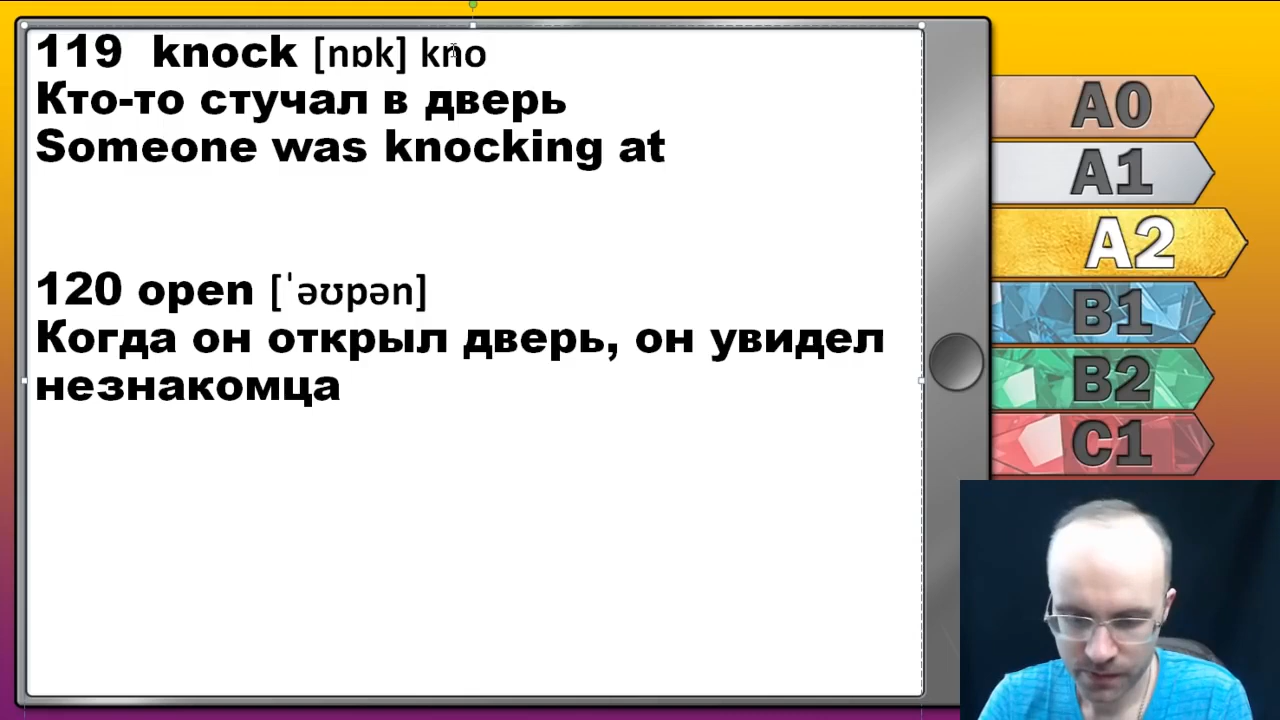 119 knock [nɒk] kno
Кто-то стучал в дверь
Someone was knocking at
120 open [ˈəʊpən]
Когда он открыл дверь, он увидел
незнакомца
A0
A1
A2
B1
B2
C1